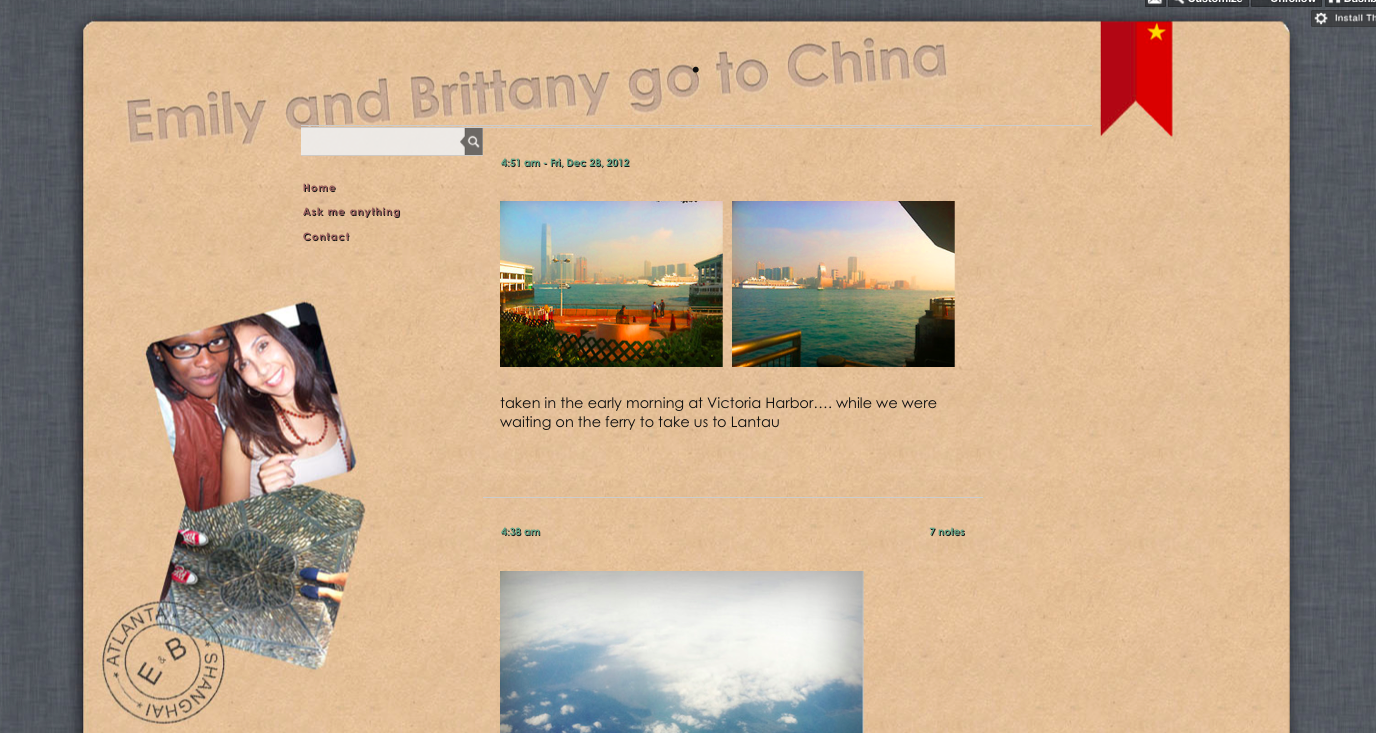 Customize
Install Th
Emily and Brittany go to China
4:51 am - Fri, Dec 28, 2012
Home
Ask me anything
Contact
taken in the early morning at Victoria Harbor.... while we were
waiting on the ferry to take us to Lantau
4:38 am
7 notes
ATLANTA
SHANGHAI
E & B